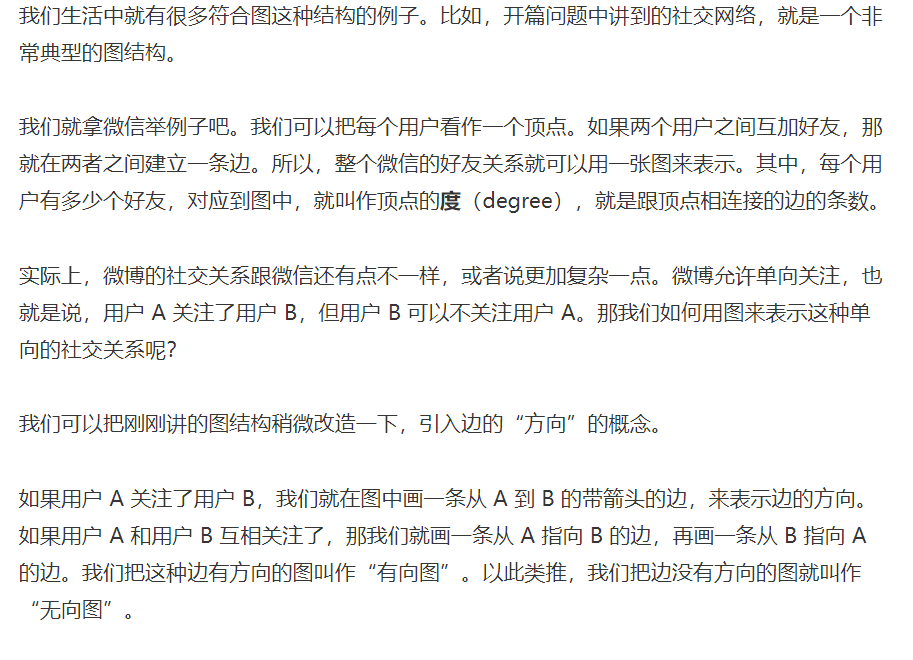 我们生活中就有很多符合图这种结构的例子。比如，开篇问题中讲到的社交网络，就是一个非
常典型的图结构。
我们就拿微信举例子吧。我们可以把每个用户看作一个顶点。如果两个用户之间互加好友，那
就在两者之间建立一条边。所以，整个微信的好友关系就可以用一张图来表示。其中，每个用
户有多少个好友，对应到图中，就叫作顶点的度（degree），就是跟顶点相连接的边的条数。
实际上，微博的社交关系跟微信还有点不一样，或者说更加复杂一点。微博允许单向关注，也
就是说，用户 A 关注了用户 B，但用户 B 可以不关注用户 A。那我们如何用图来表示这种单
向的社交关系呢？
我们可以把刚刚讲的图结构稍微改造一下，引入边的“方向”的概念。
如果用户 A 关注了用户 B，我们就在图中画一条从 A 到 B 的带箭头的边，来表示边的方向。
如果用户 A 和用户 B 互相关注了，那我们就画一条从 A 指向 B 的边，再画一条从 B 指向 A
的边。我们把这种边有方向的图叫作“有向图”。以此类推，我们把边没有方向的图就叫作
“无向图”。